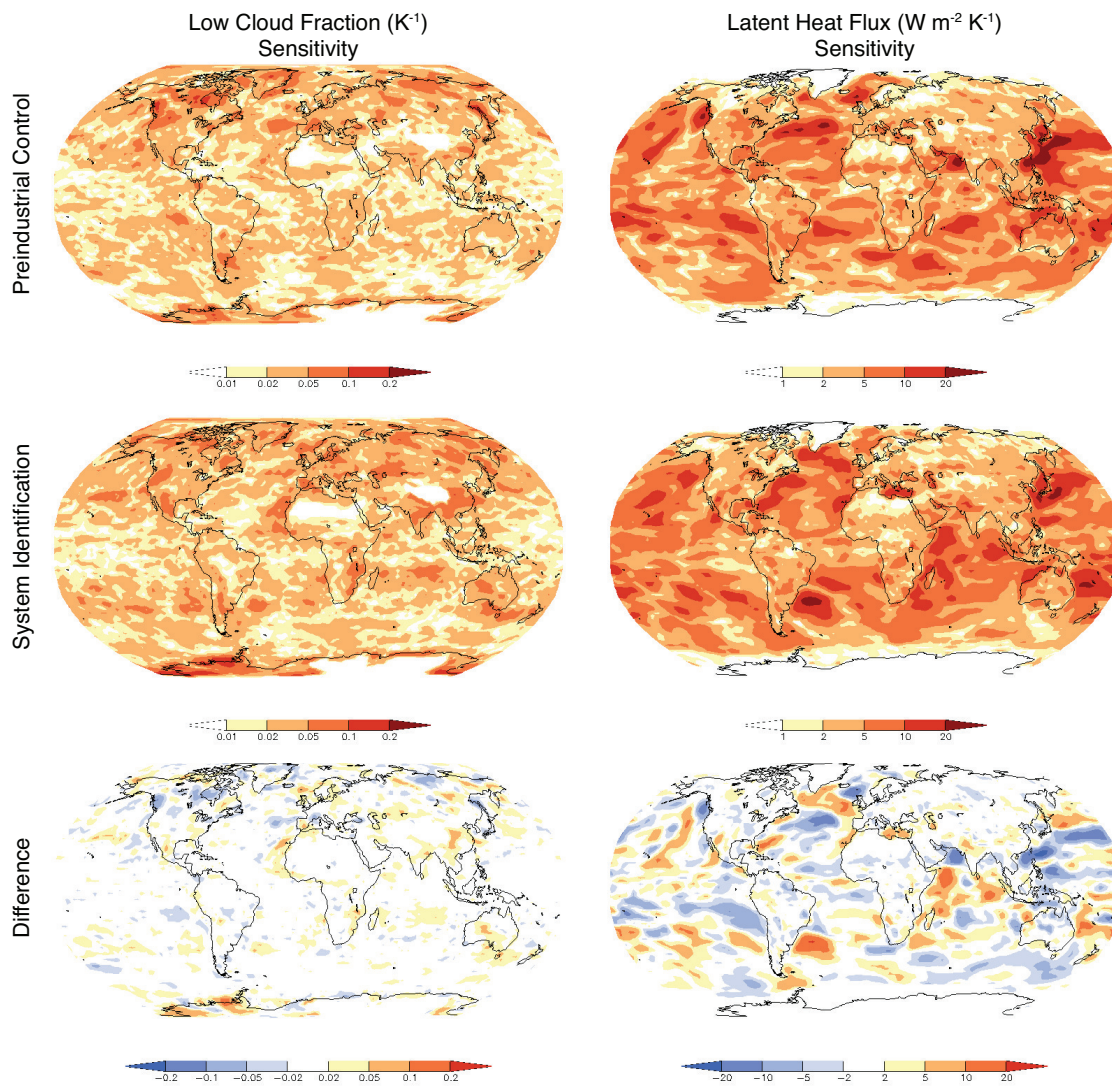 Low Cloud Fraction (K⁻¹)
Sensitivity
Latent Heat Flux (W m⁻² K⁻¹)
Sensitivity
Preindustrial Control
0.01 0.02 0.05 0.1 0.2
1 2 5 10 20
System Identification
0.01 0.02 0.05 0.1 0.2
1 2 5 10 20
Difference
−0.2 −0.1 −0.05 −0.02 0.02 0.05 0.1 0.2
−20 −10 −5 −2 2 5 10 20